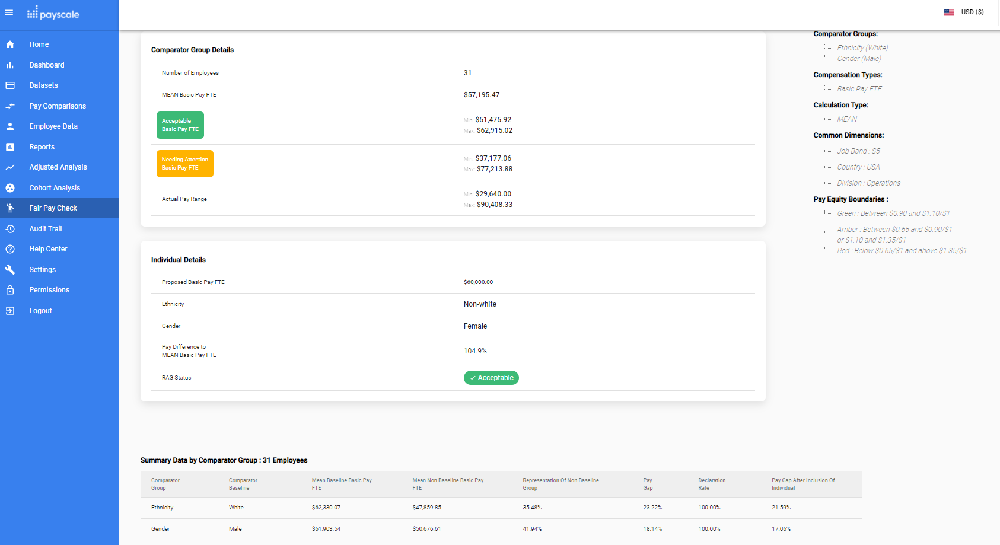 payscale
USD ($)
Home
Dashboard
Datasets
Pay Comparisons
Employee Data
Reports
Adjusted Analysis
Cohort Analysis
Fair Pay Check
Audit Trail
Help Center
Settings
Permissions
Logout
Comparator Group Details
Number of Employees 31
MEAN Basic Pay FTE $57,195.47
Acceptable
Basic Pay FTE
Min: $51,475.92
Max: $62,915.02
Needing Attention
Basic Pay FTE
Min: $37,177.06
Max: $77,213.88
Actual Pay Range
Min: $29,640.00
Max: $90,408.33
Individual Details
Proposed Basic Pay FTE $60,000.00
Ethnicity Non-white
Gender Female
Pay Difference to
MEAN Basic Pay FTE
104.9%
RAG Status Acceptable
Comparator Groups:
Ethnicity (White)
Gender (Male)
Compensation Types:
Basic Pay FTE
Calculation Type:
MEAN
Common Dimensions:
Job Band : S5
Country : USA
Division : Operations
Pay Equity Boundaries :
Green : Between $0.90 and $1.10/$1
Amber : Between $0.65 and $0.90/$1
or $1.10 and $1.35/$1
Red : Below $0.65/$1 and above $1.35/$1
Summary Data by Comparator Group : 31 Employees
Comparator Group Comparator Baseline Mean Baseline Basic Pay FTE Mean Non Baseline Basic Pay FTE Representation Of Non Baseline Group Pay Gap Declaration Rate Pay Gap After Inclusion Of Individual
Ethnicity White $62,330.07 $47,859.85 35.48% 23.22% 100.00% 21.59%
Gender Male $61,903.54 $50,676.61 41.94% 18.14% 100.00% 17.06%